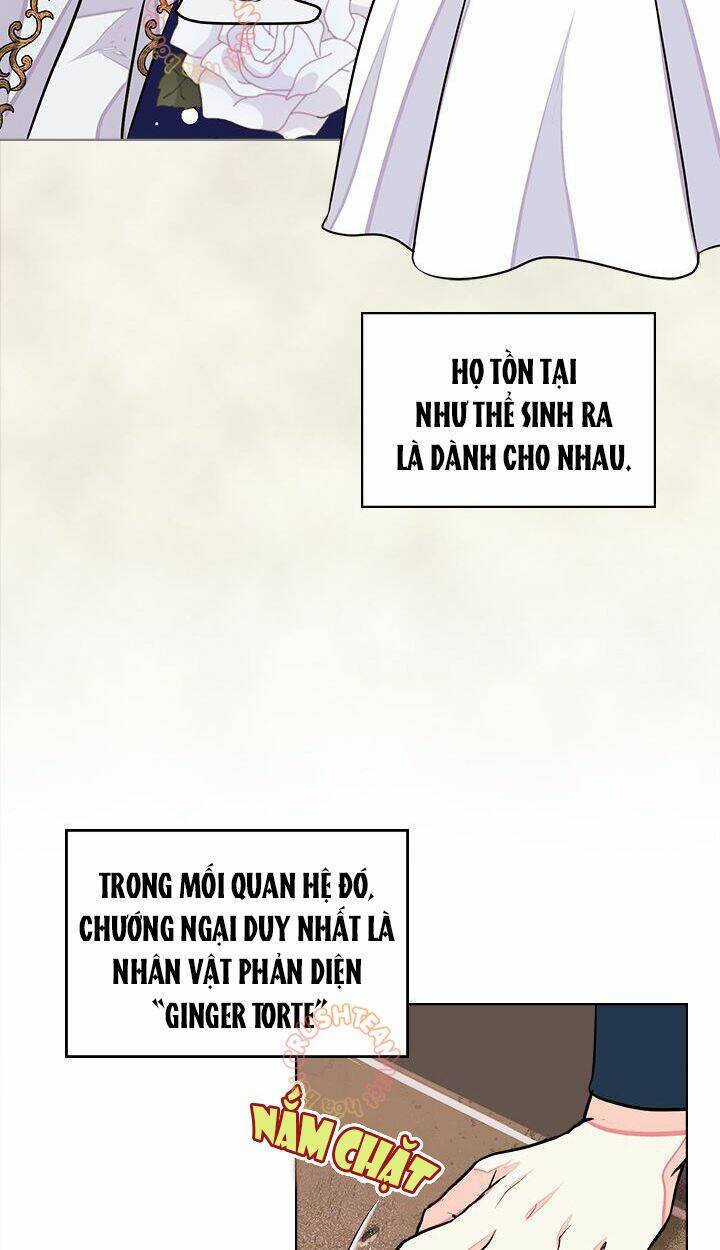 HỌ TỒN TẠI
NHƯ THỂ SINH RA
LÀ DÀNH CHO NHAU.
TRONG MỐI QUAN HỆ ĐÓ,
CHƯỚNG NGẠI DUY NHẤT LÀ
NHÂN VẬT PHẢN DIỆN
“GINGER TORTE”
CRUSHTEAM
NẮM CHẶT